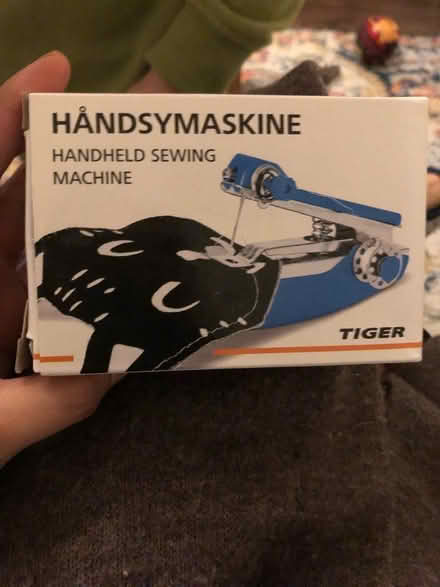 HÅNDSYMASKINE
HANDHELD SEWING
MACHINE
TIGER